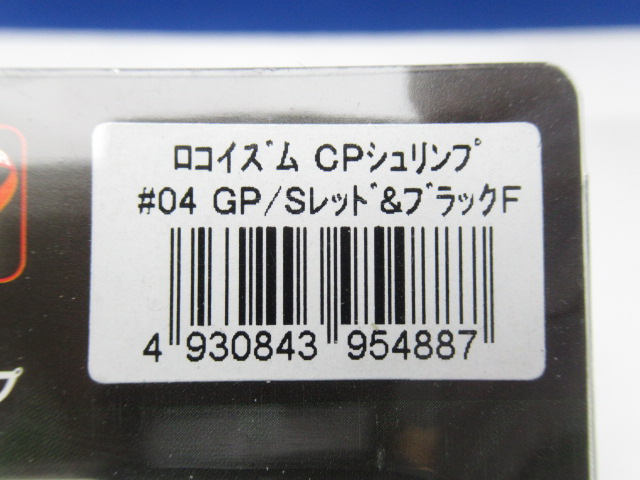 ﾛｺｲｽﾞﾑ CPｼｭﾘﾝﾌﾟ
#04 GP/Sﾚｯﾄﾞ&ﾌﾞﾗｯｸF
4 930843 954887